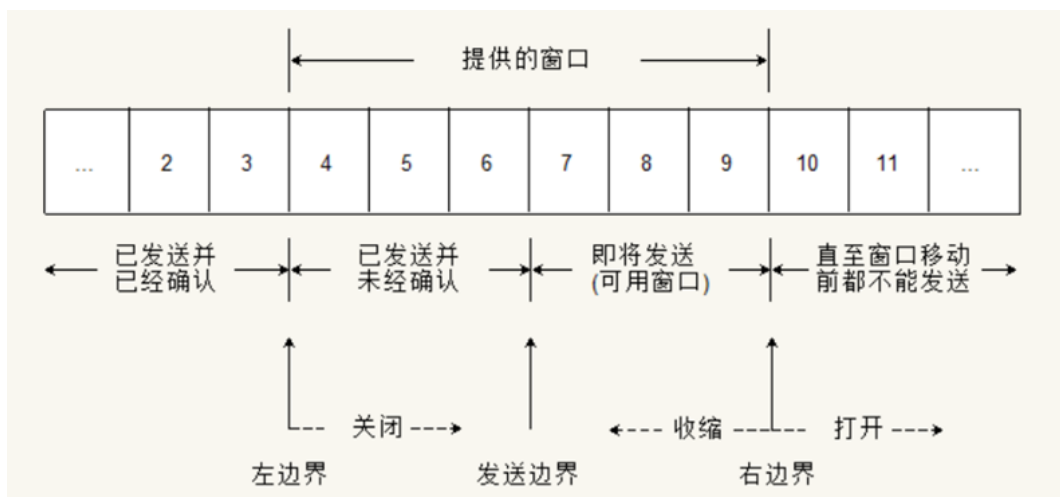 提供的窗口
... 2 3 4 5 6 7 8 9 10 11 ...
已发送并 已发送并 即将发送 直至窗口移动
已经确认 未经确认 (可用窗口) 前都不能发送
关闭 收缩 打开
左边界 发送边界 右边界